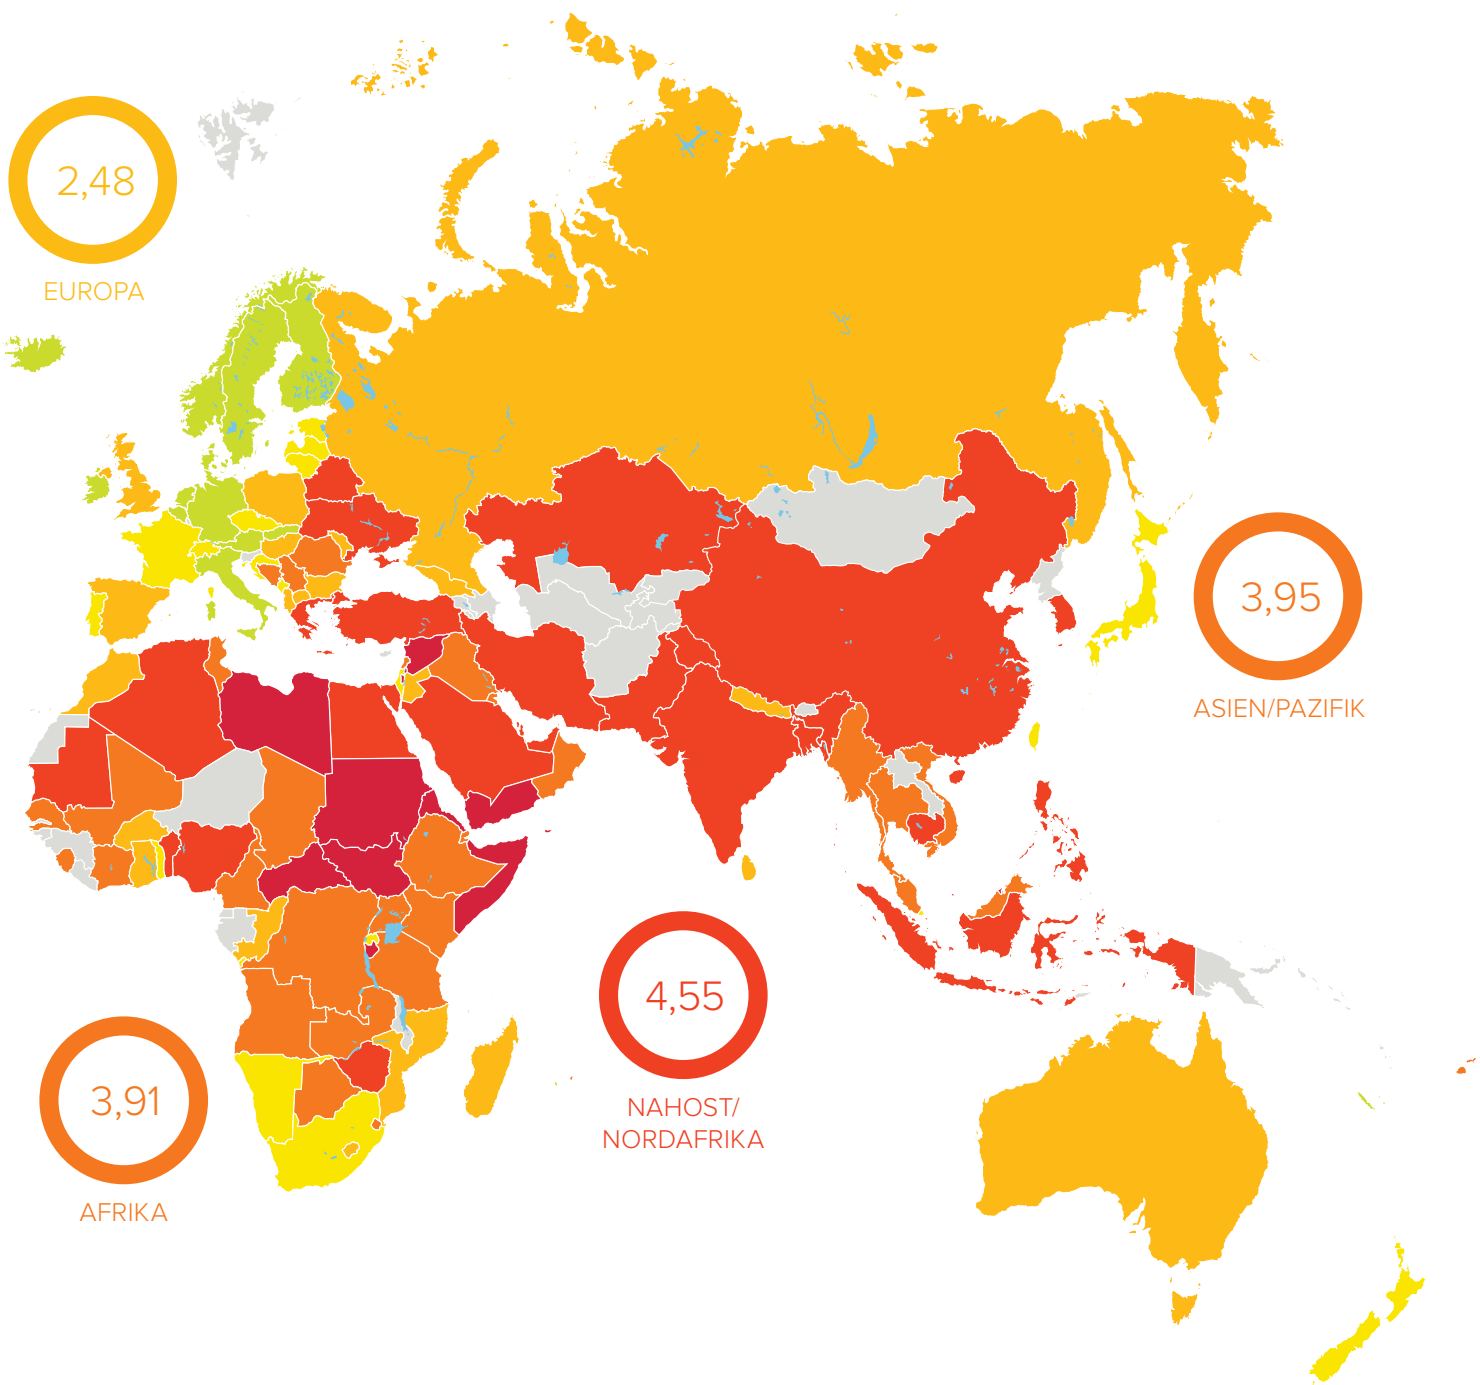 2,48
EUROPA
3,95
ASIEN/PAZIFIK
4,55
NAHOST/
NORDAFRIKA
3,91
AFRIKA